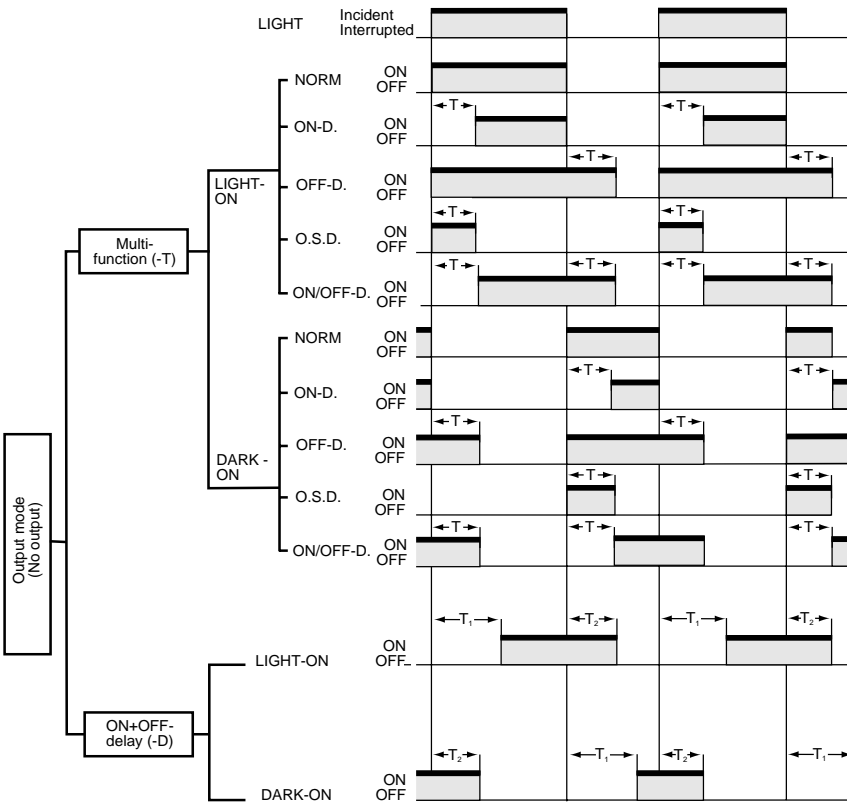 LIGHT Incident
Interrupted
NORM ON
OFF
T T
ON-D. ON
OFF
T T
LIGHT-
ON
OFF-D. ON
OFF
T T
O.S.D. ON
OFF
Multi-
function (-T)
T T T T
ON/OFF-D. ON
OFF
NORM ON
OFF
T T
ON-D. ON
OFF
T T
OFF-D. ON
OFF
DARK -
ON
T T
O.S.D. ON
OFF
T T T
ON/OFF-D. ON
OFF
Output mode
(No output)
T1 T2 T1 T2
LIGHT-ON ON
OFF
ON+OFF-
delay (-D)
T2 T1 T2 T1
DARK-ON ON
OFF